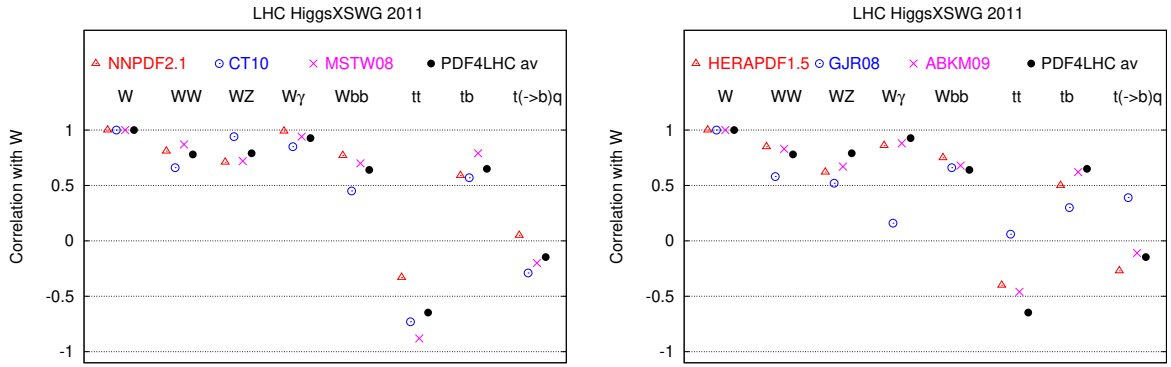 LHC HiggsXSWG 2011
NNPDF2.1 CT10 MSTW08 PDF4LHC av
W WW WZ Wγ Wbb tt tb t(->b)q
1
0.5
0
-0.5
-1
Correlation with W
LHC HiggsXSWG 2011
HERAPDF1.5 GJR08 ABKM09 PDF4LHC av
W WW WZ Wγ Wbb tt tb t(->b)q
1
0.5
0
-0.5
-1
Correlation with W